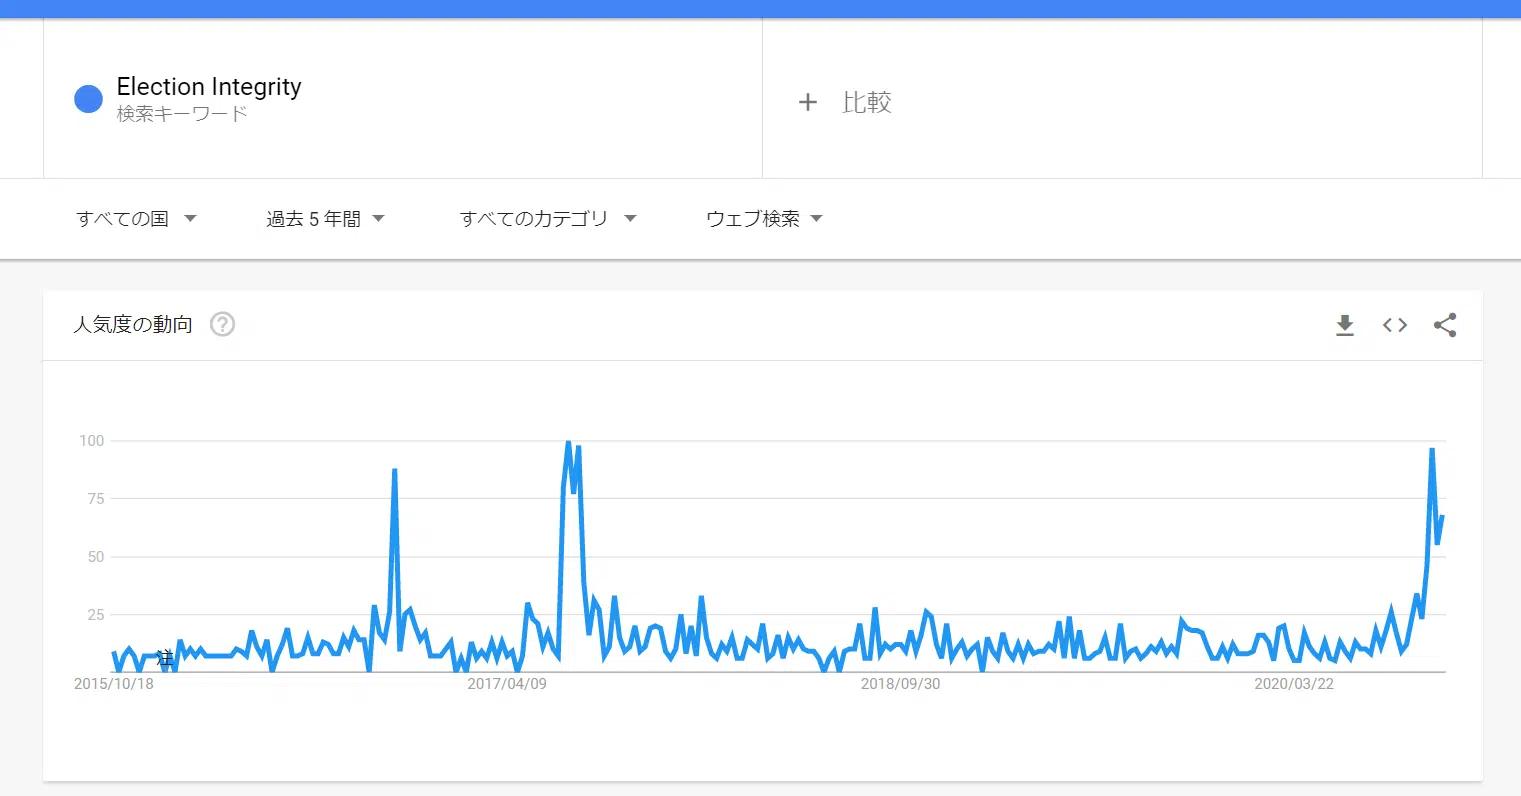 Election Integrity
検索キーワード
+ 比較
すべての国
過去 5 年間
すべてのカテゴリ
ウェブ検索
人気度の動向 ?
100
75
50
25
注
2015/10/18
2017/04/09
2018/09/30
2020/03/22